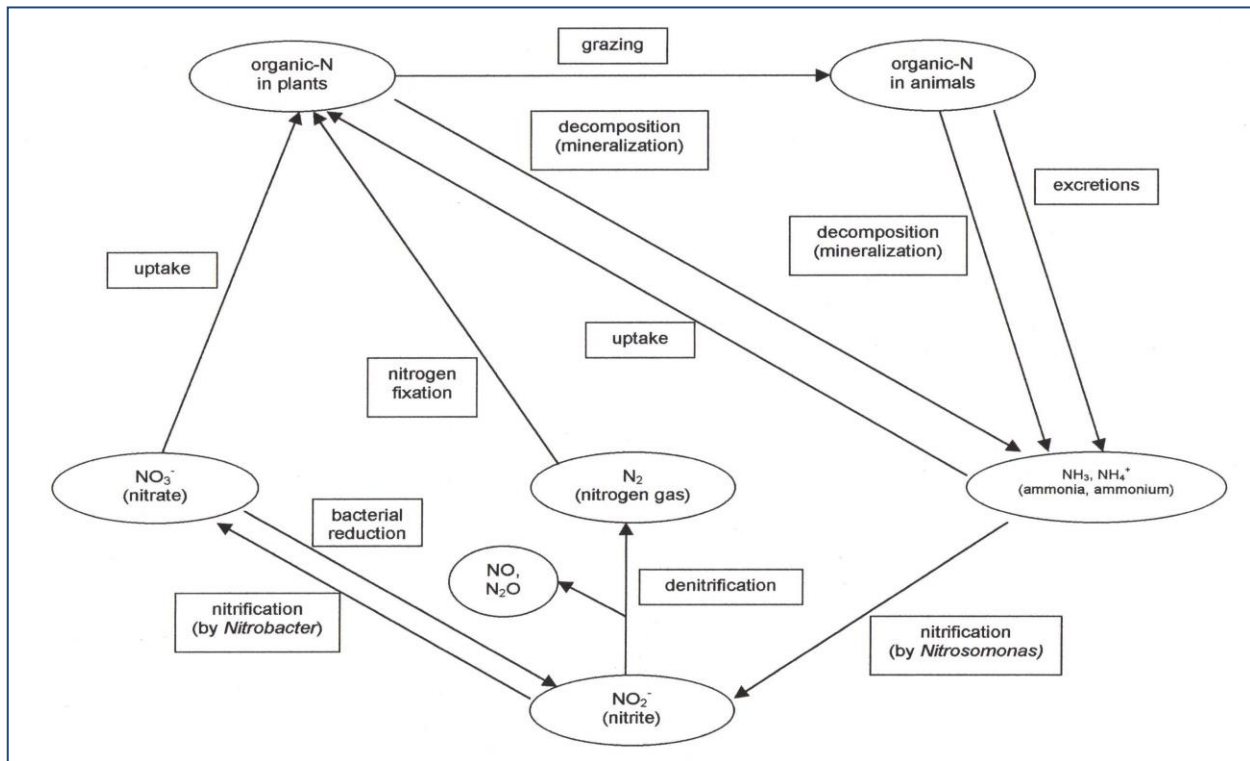 grazing
organic-N
in plants
organic-N
in animals
decomposition
(mineralization)
excretions
decomposition
(mineralization)
uptake
uptake
nitrogen
fixation
NO₃⁻
(nitrate)
N₂
(nitrogen gas)
NH₃, NH₄⁺
(ammonia, ammonium)
bacterial
reduction
NO,
N₂O
denitrification
nitrification
(by Nitrobacter)
nitrification
(by Nitrosomonas)
NO₂⁻
(nitrite)